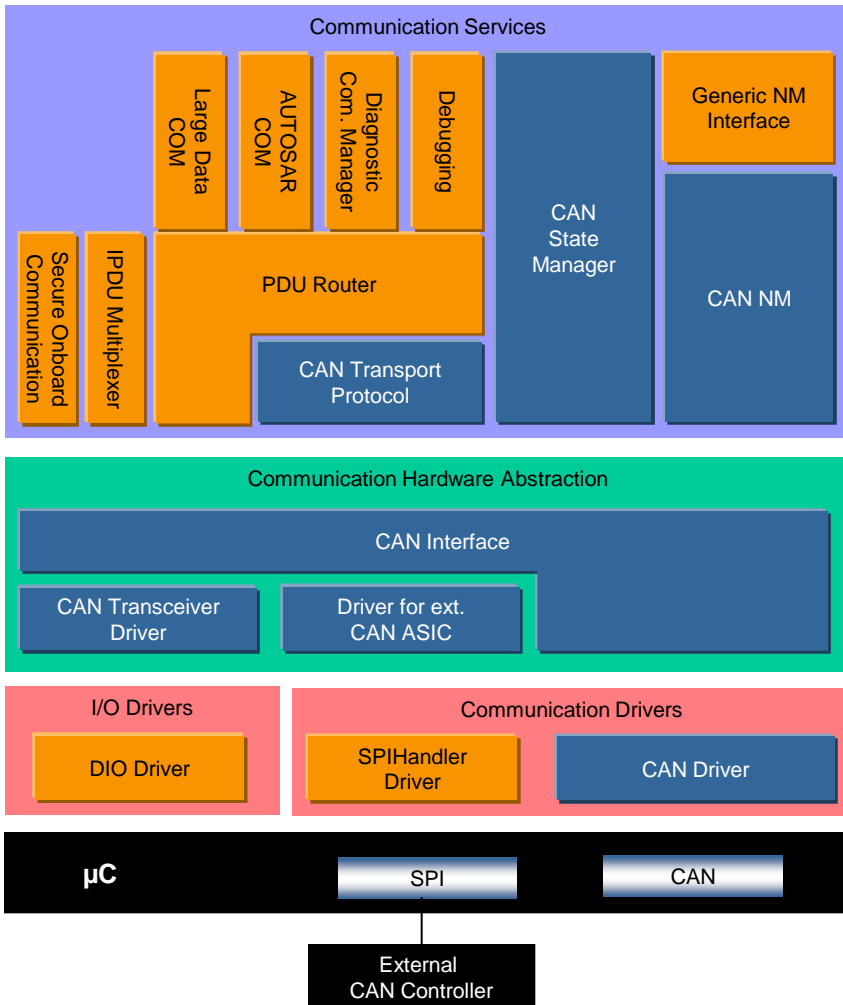 Communication Services
Large Data
COM
AUTOSAR
COM
Diagnostic
Com. Manager
Debugging
CAN
State
Manager
Generic NM
Interface
Secure Onboard
Communication
IPDU Multiplexer
PDU Router
CAN NM
CAN Transport
Protocol
Communication Hardware Abstraction
CAN Interface
CAN Transceiver
Driver
Driver for ext.
CAN ASIC
I/O Drivers
Communication Drivers
DIO Driver
SPIHandler
Driver
CAN Driver
µC
SPI
CAN
External
CAN Controller